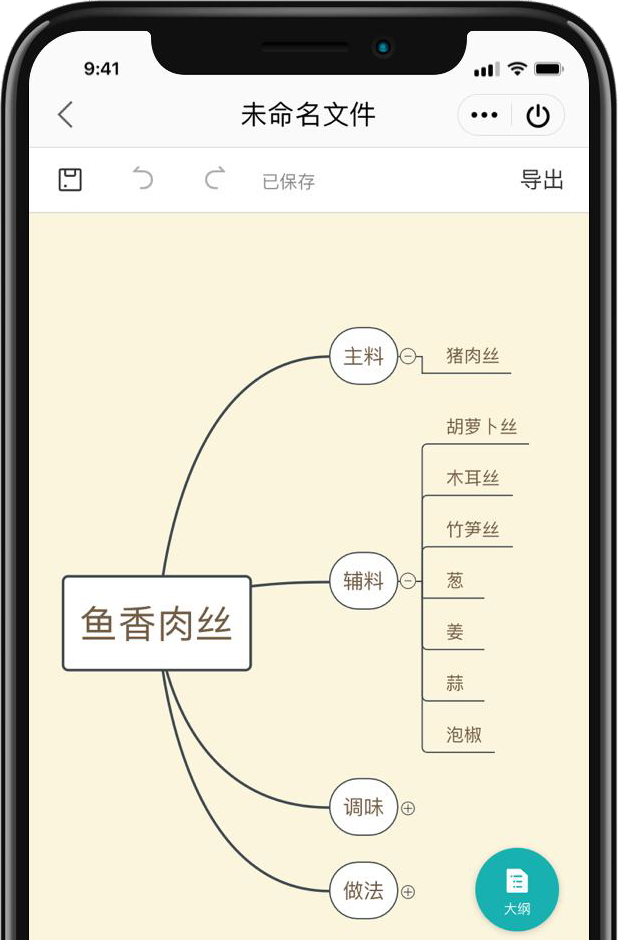 9:41
未命名文件
已保存
导出
主料
猪肉丝
胡萝卜丝
木耳丝
竹笋丝
辅料
葱
姜
蒜
泡椒
鱼香肉丝
调味
做法
大纲